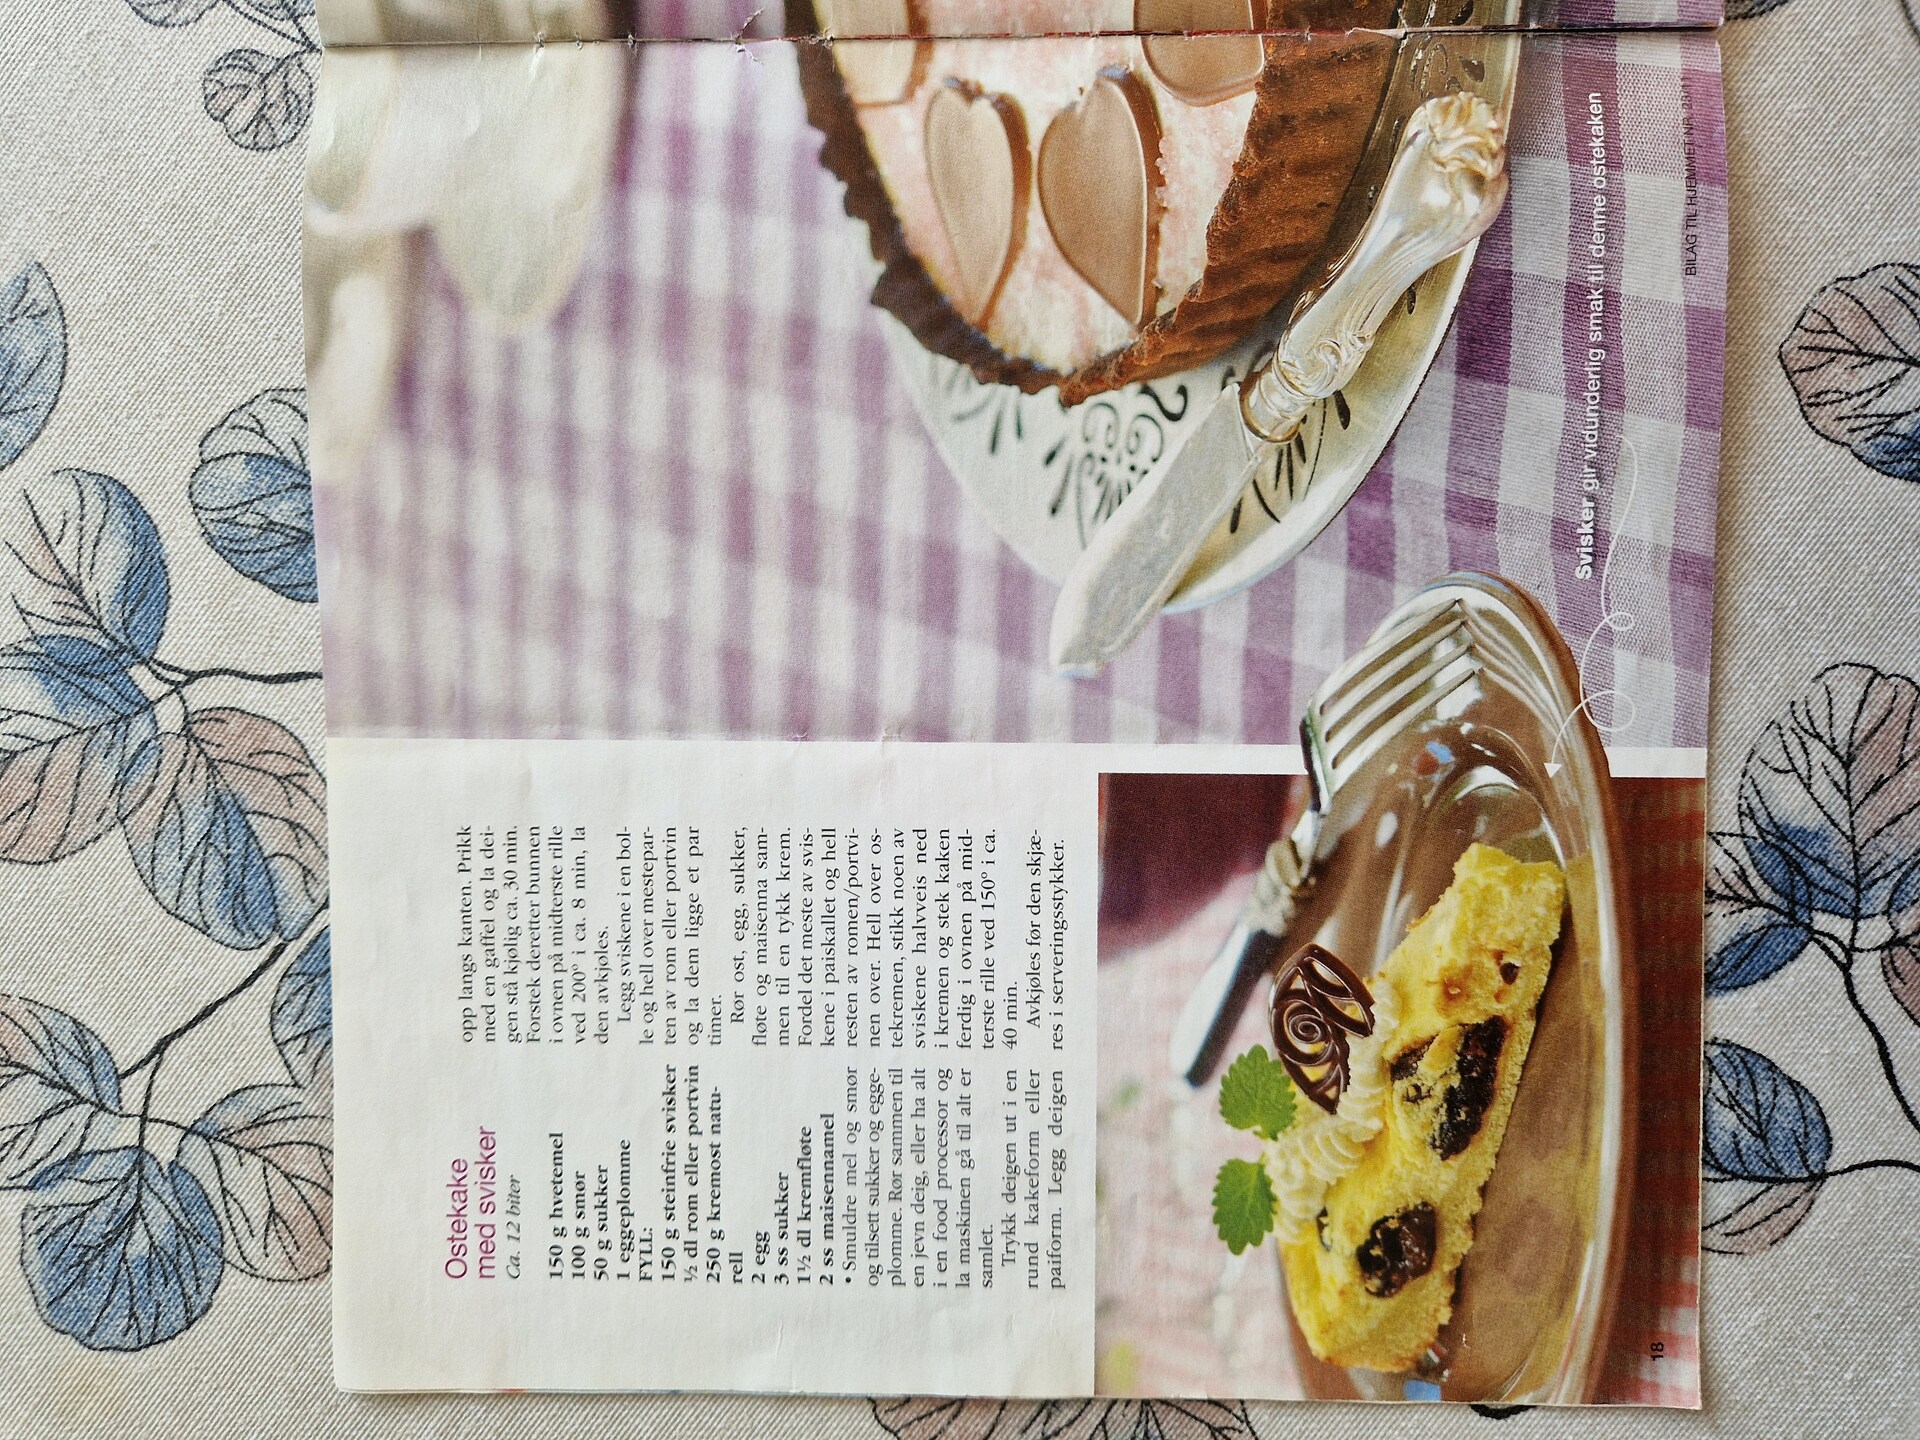 Ostekake
med svisker
Ca. 12 biter
150 g hvetemel
100 g smør
50 g sukker
1 eggeplomme
FYLL:
150 g steinfrie svisker
½ dl rom eller portvin
250 g kremost natu-
rell
2 egg
3 ss sukker
1½ dl kremfløte
2 ss maisennamel
• Smuldre mel og smør
og tilsett sukker og egge-
plomme. Rør sammen til
en jevn deig, eller ha alt
i en food processor og
la maskinen gå til alt er
samlet.
Trykk deigen ut i en
rund kakeform eller
paiform. Legg deigen
opp langs kanten. Prikk
med en gaffel og la dei-
gen stå kjølig ca. 30 min.
Forstek deretter bunnen
i ovnen på midterste rille
ved 200° i ca. 8 min, la
den avkjøles.
Legg sviskene i en bol-
le og hell over mestepar-
ten av rom eller portvin
og la dem ligge et par
timer.
Rør ost, egg, sukker,
fløte og maisenna sam-
men til en tykk krem.
Fordel det meste av svis-
kene i paiskallet og hell
resten av romen/portvi-
nen over. Hell over os-
tekremen, stikk noen av
sviskene halvveis ned
i kremen og stek kaken
ferdig i ovnen på mid-
terste rille ved 150° i ca.
40 min.
Avkjøles før den skjæ-
res i serveringsstykker.
Svisker gir vidunderlig smak til denne ostekaken
18
BILAG TIL HJEMMET NR. 23/11